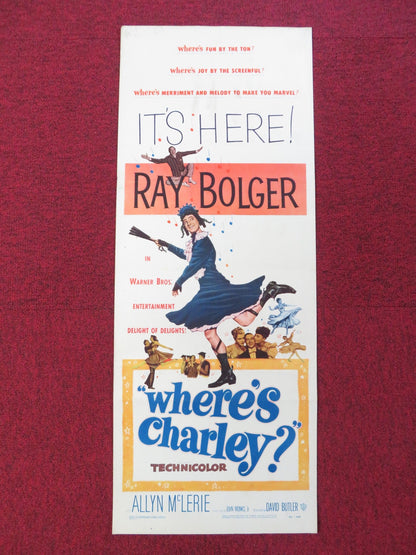 WHERE'S FUN BY THE TON?
WHERE'S JOY BY THE SCREENFUL?
WHERE'S MERRIMENT AND MELODY TO MAKE YOU MARVEL?
IT'S HERE!
RAY BOLGER
IN
WARNER BROS.
ENTERTAINMENT
DELIGHT OF DELIGHTS!
"where's
charley?"
TECHNICOLOR
ALLYN McLERIE
DAVID BUTLER